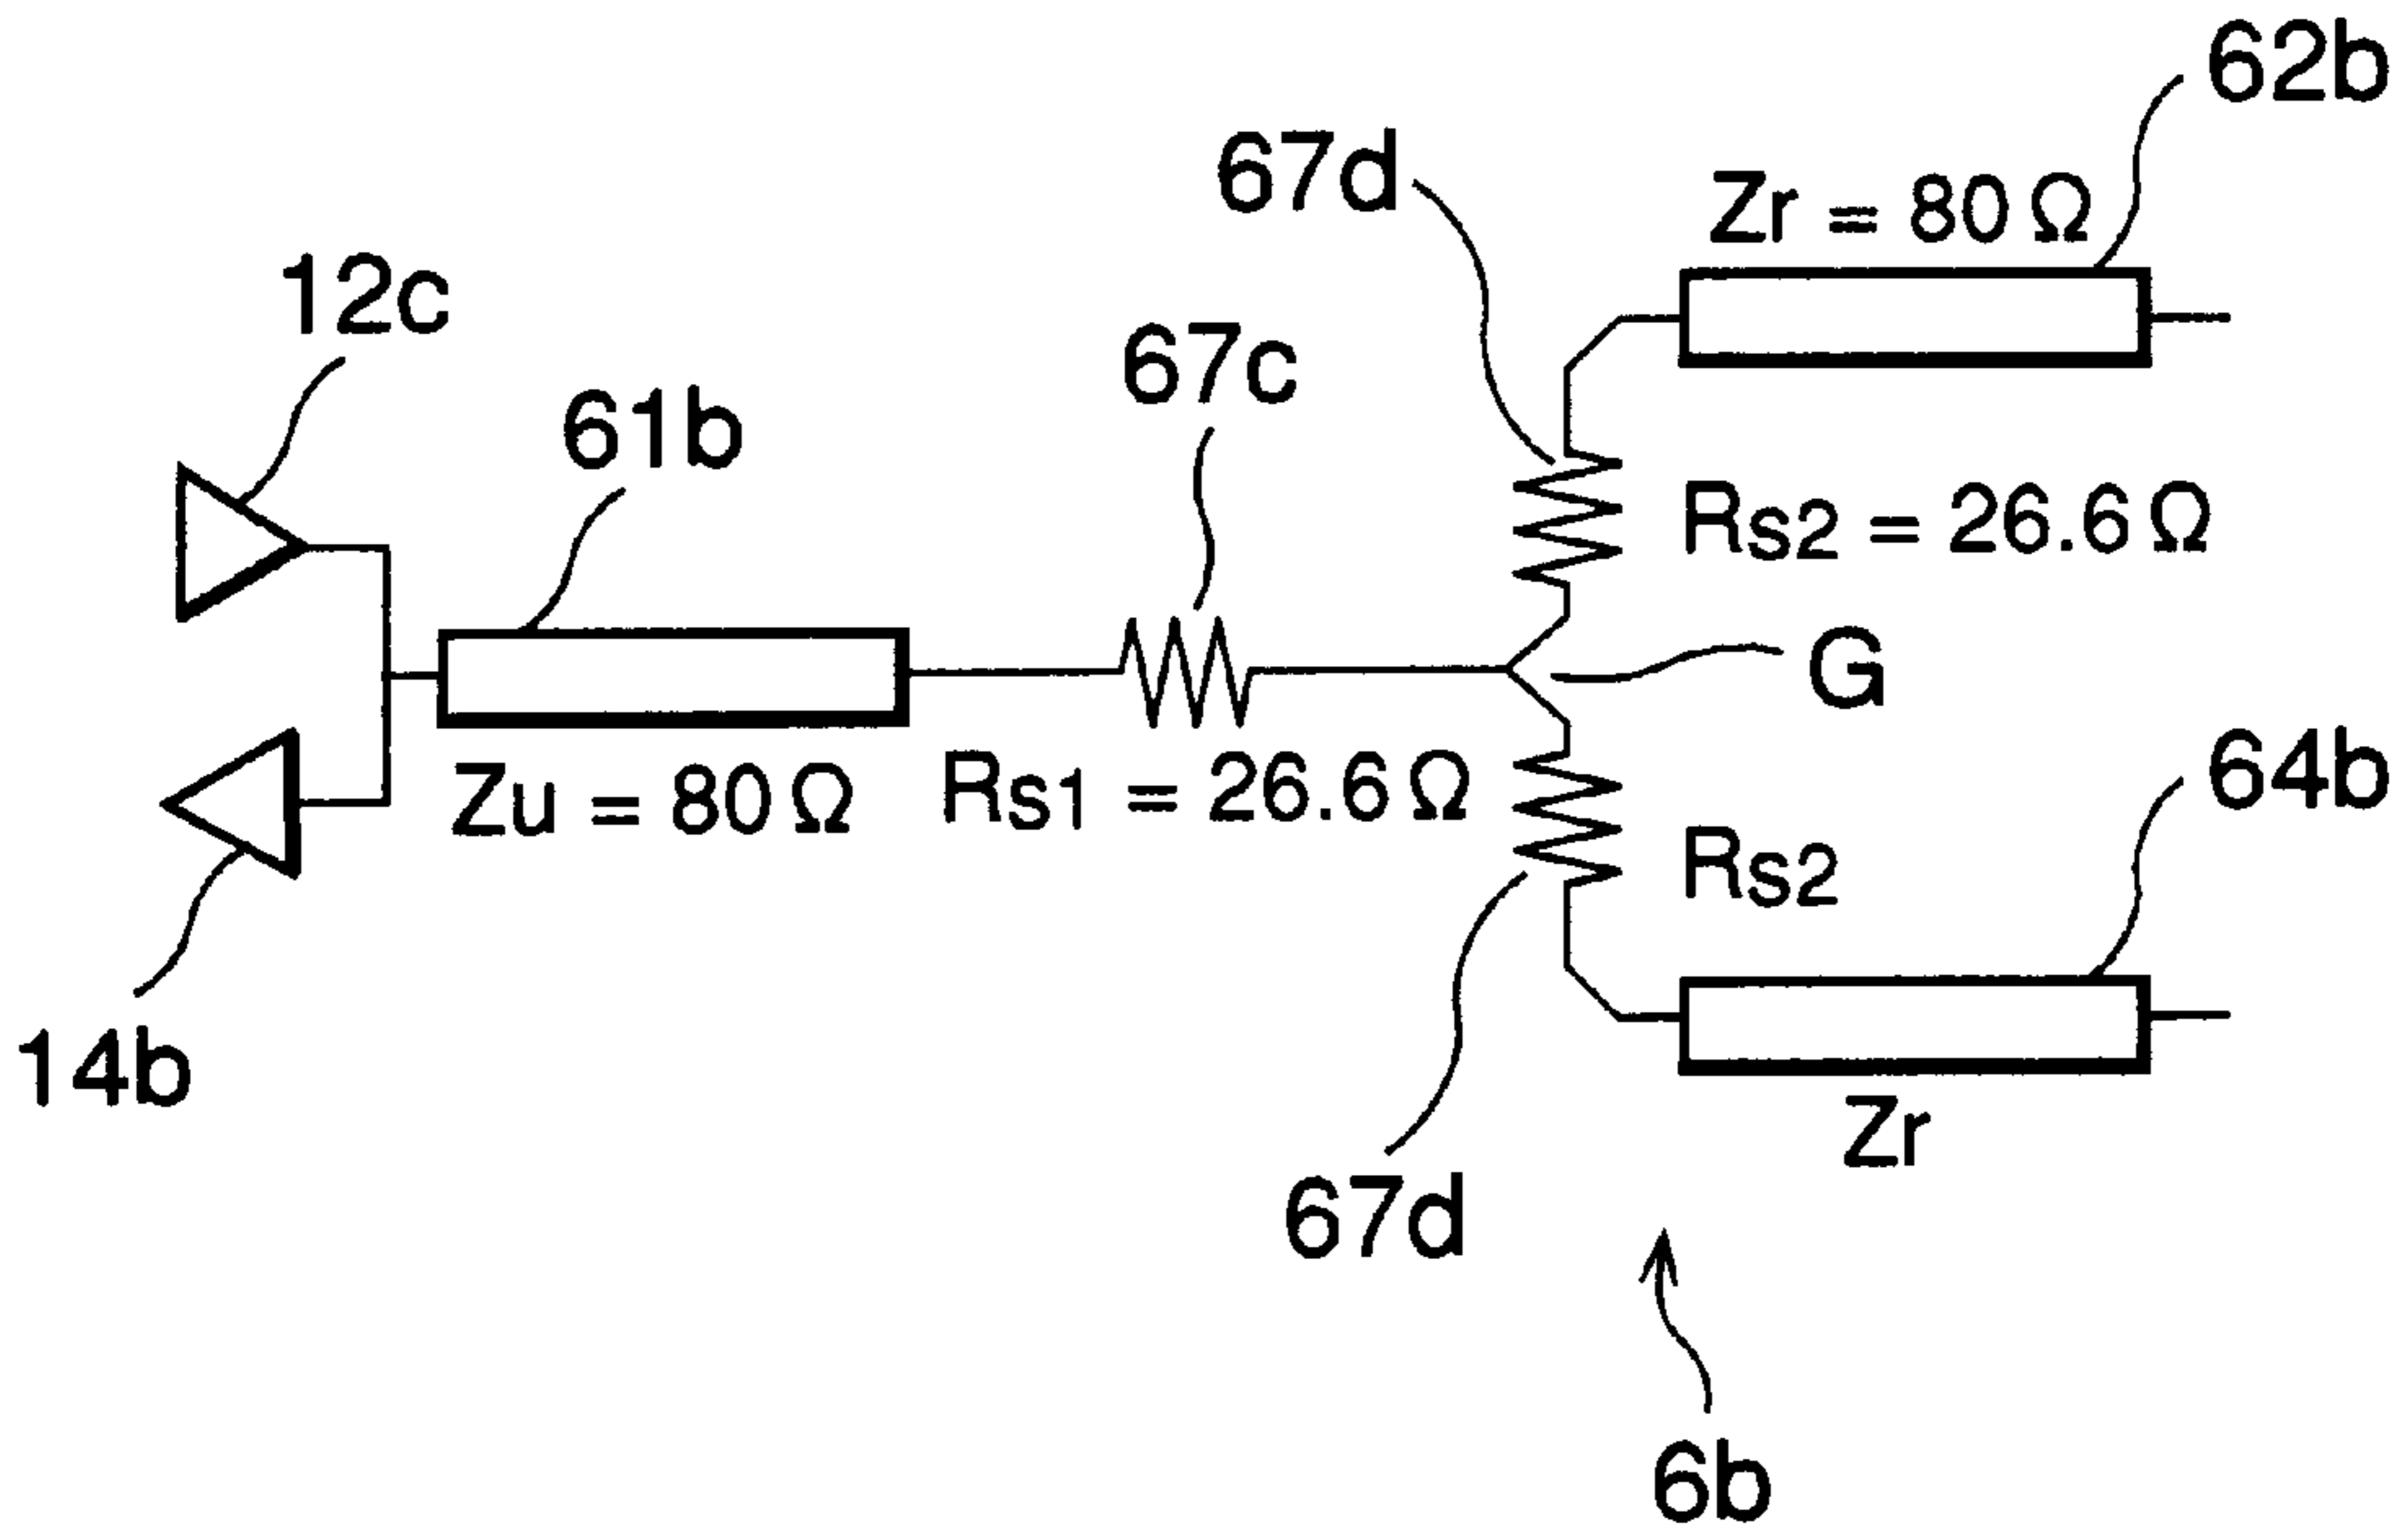 62b
67d
Zr = 80 Ω
12c
67c
61b
Rs2 = 26.6 Ω
G
Zu = 80 Ω
Rs1 = 26.6 Ω
64b
Rs2
14b
Zr
67d
6b